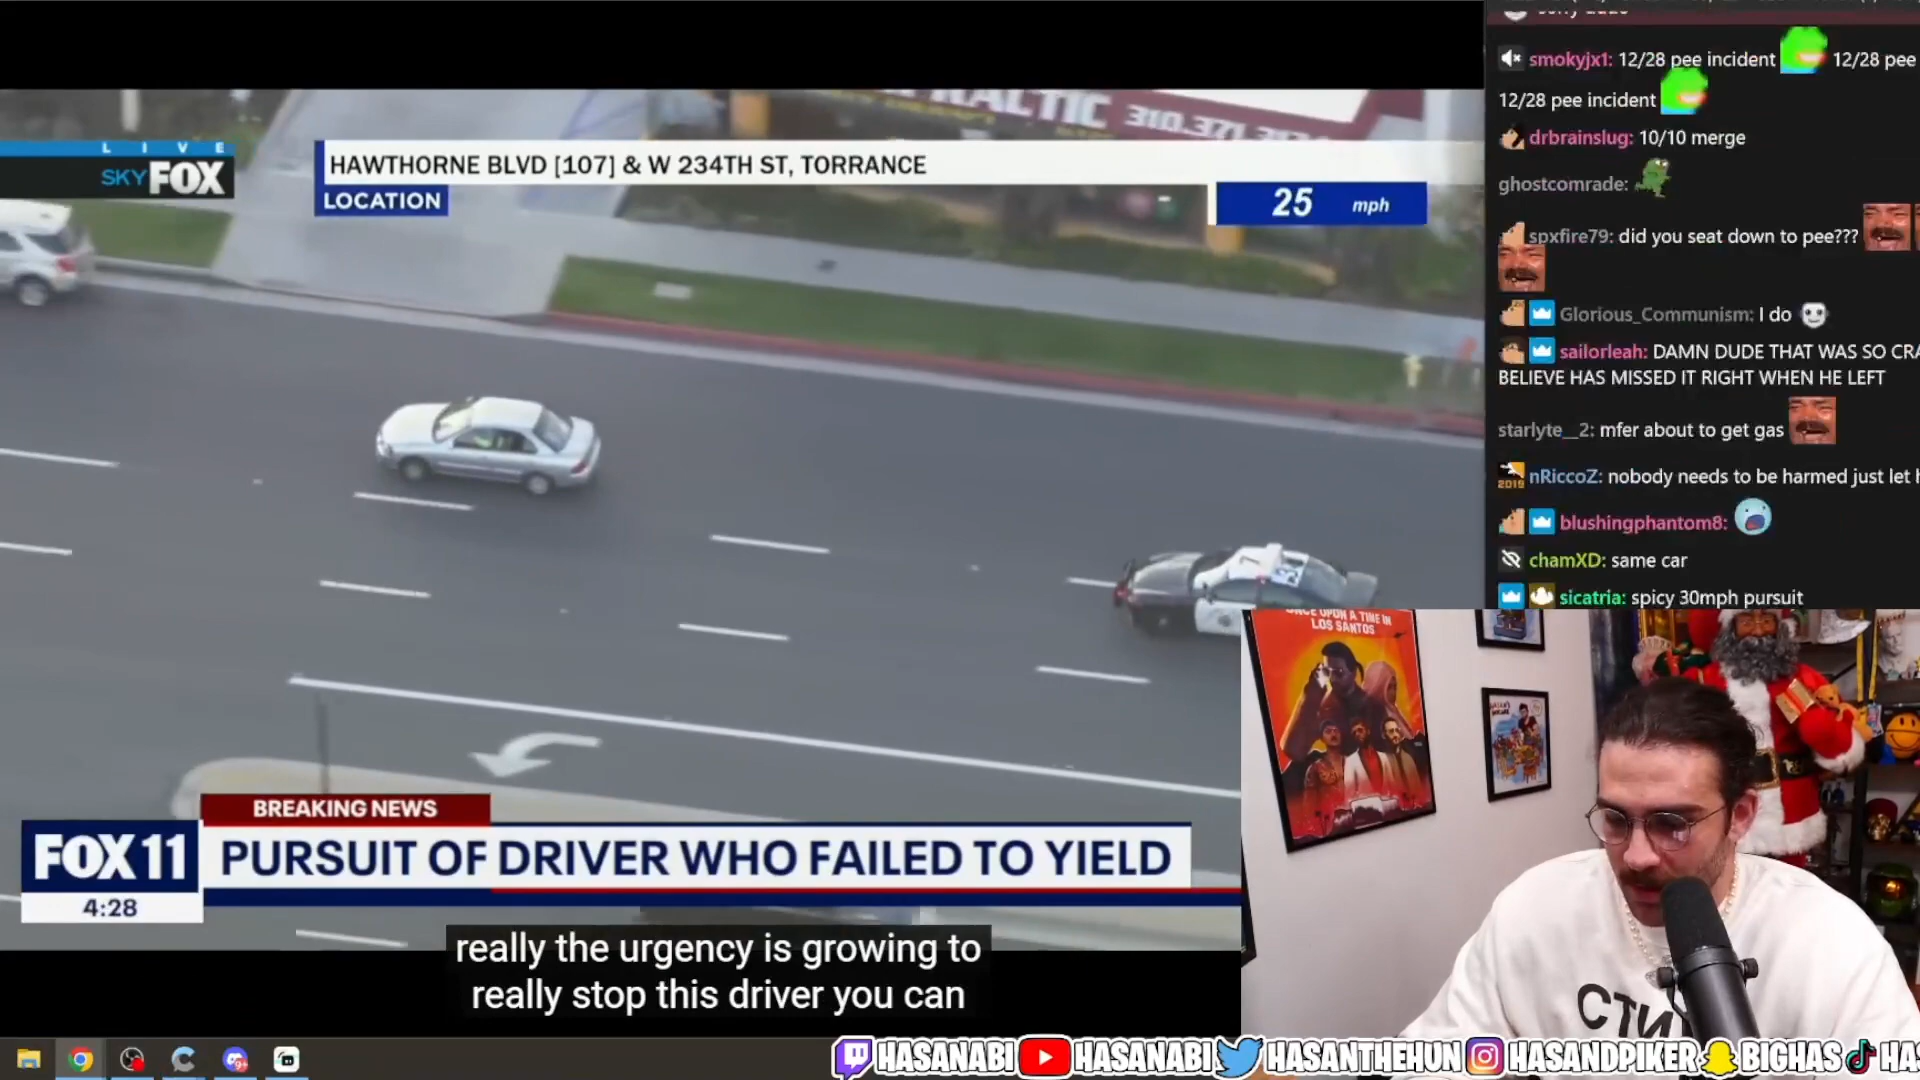 smokyjx1: 12/28 pee incident 12/28 pee
12/28 pee incident
drbrainslug: 10/10 merge
ghostcomrade:
spxfire79: did you seat down to pee???
Glorious_Communism: I do
sailorleah: DAMN DUDE THAT WAS SO CRA
BELIEVE HAS MISSED IT RIGHT WHEN HE LEFT
starlyte__2: mfer about to get gas
2019 nRiccoZ: nobody needs to be harmed just let h
blushingphantom8:
chamXD: same car
sicatria: spicy 30mph pursuit
LIVE
SKYFOX
HAWTHORNE BLVD [107] & W 234TH ST, TORRANCE
LOCATION
25 mph
ONCE UPON A TIME IN
LOS SANTOS
BREAKING NEWS
FOX 11
PURSUIT OF DRIVER WHO FAILED TO YIELD
4:28
really the urgency is growing to
really stop this driver you can
HASANABI HASANABI HASANTHEHUN HASANDPIKER BIGHAS HAS